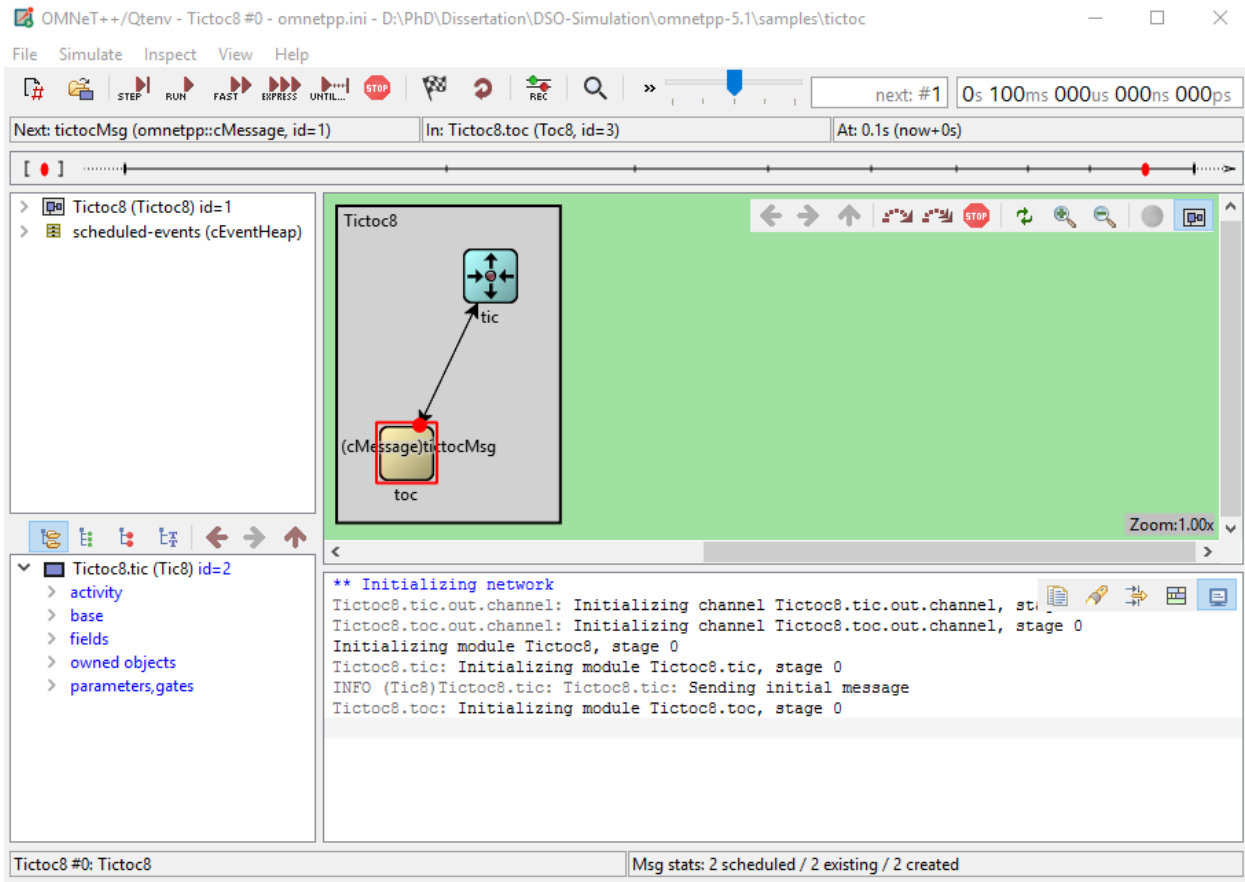 OMNeT++/Qtenv - Tictoc8 #0 - omnetpp.ini - D:\PhD\Dissertation\DSO-Simulation\omnetpp-5.1\samples\tictoc
File Simulate Inspect View Help
STEP RUN FAST EXPRESS UNTIL... STOP REC » next: #1 0s 100ms 000us 000ns 000ps
Next: tictocMsg (omnetpp::cMessage, id=1) In: Tictoc8.toc (Toc8, id=3) At: 0.1s (now+0s)
Tictoc8 (Tictoc8) id=1
scheduled-events (cEventHeap)
Tictoc8
STOP
tic
(cMessage)tictocMsg
toc
Zoom:1.00x
Tictoc8.tic (Tic8) id=2
activity
base
fields
owned objects
parameters,gates
** Initializing network
Tictoc8.tic.out.channel: Initializing channel Tictoc8.tic.out.channel,
Tictoc8.toc.out.channel: Initializing channel Tictoc8.toc.out.channel, stage 0
Initializing module Tictoc8, stage 0
Tictoc8.tic: Initializing module Tictoc8.tic, stage 0
INFO (Tic8)Tictoc8.tic: Tictoc8.tic: Sending initial message
Tictoc8.toc: Initializing module Tictoc8.toc, stage 0
Tictoc8 #0: Tictoc8 Msg stats: 2 scheduled / 2 existing / 2 created